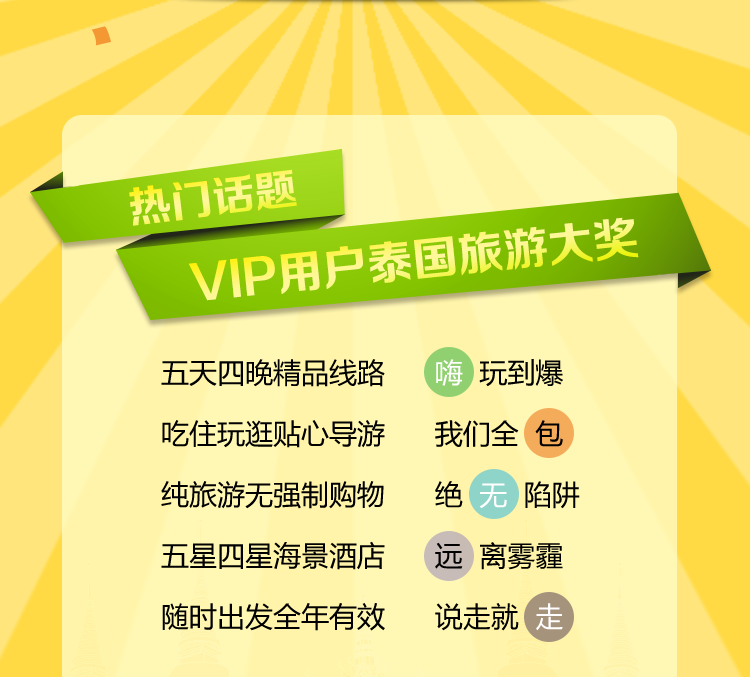 热门话题
VIP用户泰国旅游大奖
五天四晚精品线路 嗨玩到爆
吃住玩逛贴心导游 我们全包
纯旅游无强制购物 绝无陷阱
五星四星海景酒店 远离雾霾
随时出发全年有效 说走就走